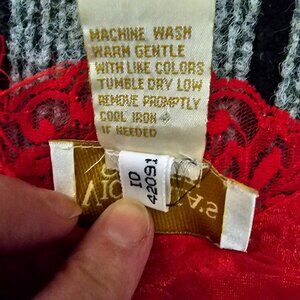 MACHINE WASH
WARM GENTLE
WITH LIKE COLORS
TUMBLE DRY LOW
REMOVE PROMPTLY
COOL IRON
IF NEEDED
ID
42091